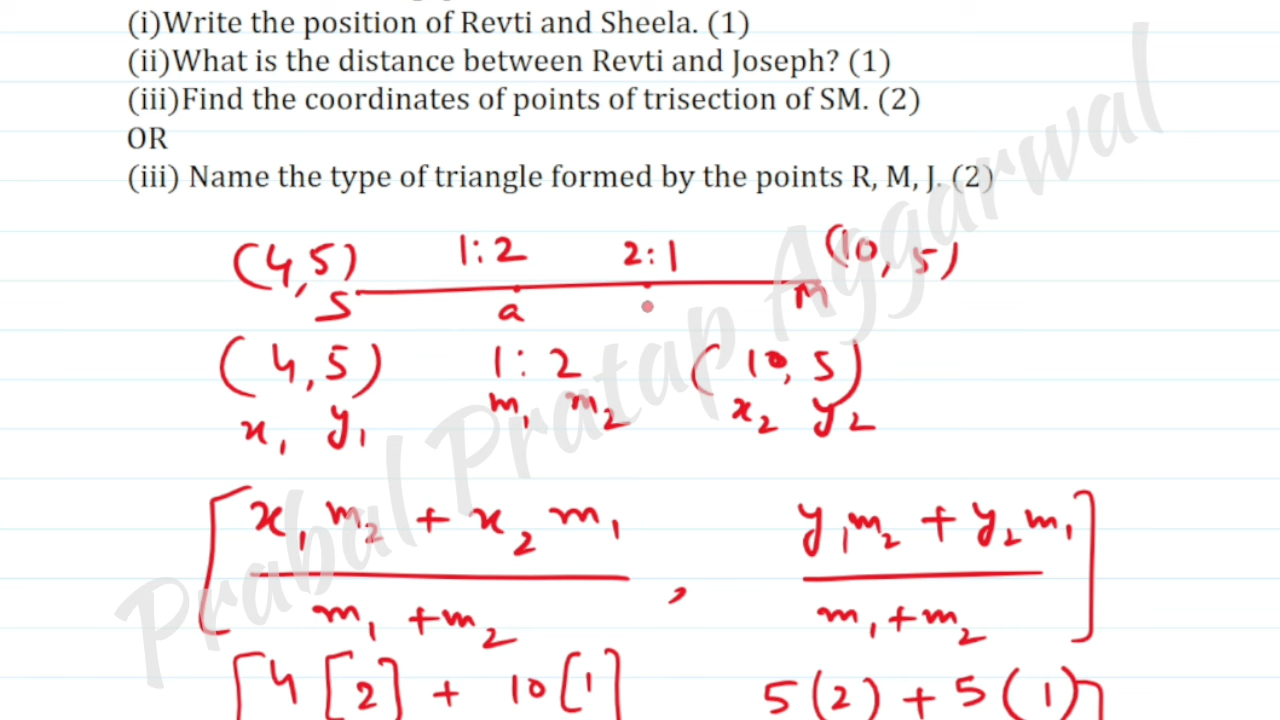 (i)Write the position of Revti and Sheela. (1)
(ii)What is the distance between Revti and Joseph? (1)
(iii)Find the coordinates of points of trisection of SM. (2)
OR
(iii) Name the type of triangle formed by the points R, M, J. (2)
(4,5) 1:2 2:1 (10, 5)
S a M
(4,5) 1:2 (10,5)
x₁ y₁ m₁ m₂ x₂ y₂
[ x₁ m₂ + x₂ m₁ , y₁m₂ + y₂m₁ ]
m₁ + m₂ m₁ + m₂
[ 4 [2] + 10 [1] 5 (2) + 5 (1) ]
Prabal Pratap Aggarwal